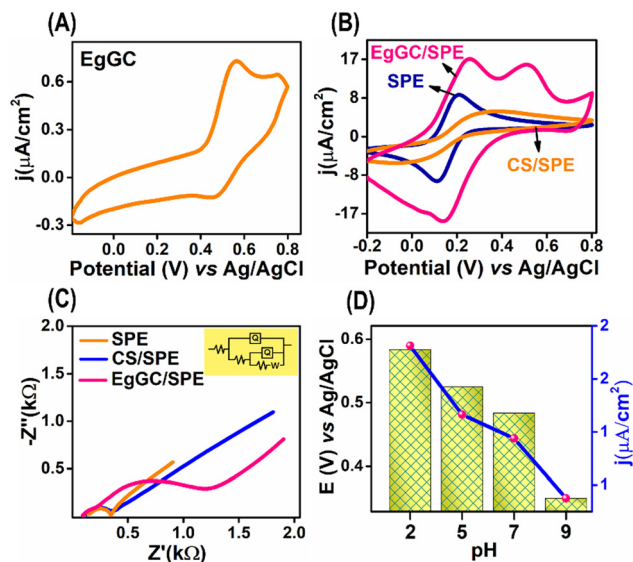 (A)
EgGC
0.6
0.3
0.0
-0.3
j(µA/cm²)
0.0 0.2 0.4 0.6 0.8
Potential (V) vs Ag/AgCl
(B)
EgGC/SPE
SPE
CS/SPE
17
8
0
-8
-17
j(µA/cm²)
-0.2 0.0 0.2 0.4 0.6 0.8
Potential (V) vs Ag/AgCl
(C)
SPE
CS/SPE
EgGC/SPE
Q
Q
W
2.0
1.5
1.0
0.5
-Z''(kΩ)
0.5 1.0 1.5 2.0
Z'(kΩ)
(D)
0.6
0.5
0.4
E (V) vs Ag/AgCl
2
2
1
1
j(µA/cm²)
2 5 7 9
pH